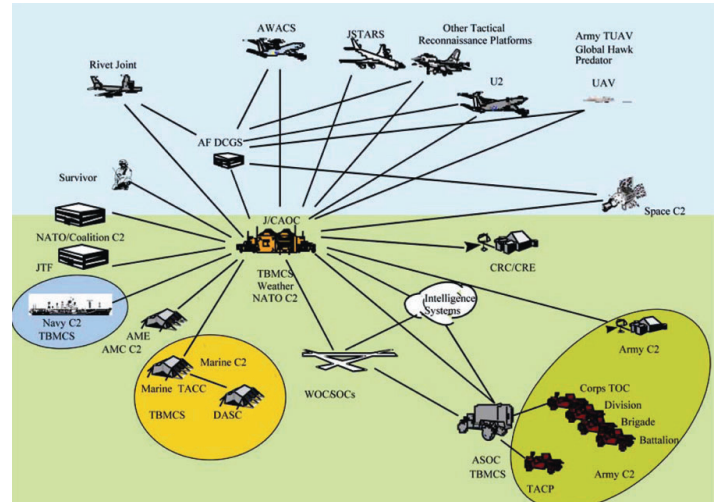 AWACS
JSTARS
Other Tactical
Reconnaissance Platforms
Army TUAV
Global Hawk
Predator
Rivet Joint
U2
UAV
AF DCGS
Survivor
Space C2
J/CAOC
NATO/Coalition C2
JTF
CRC/CRE
TBMCS
Weather
NATO C2
Intelligence
Systems
Navy C2
TBMCS
AME
AMC C2
Army C2
Marine C2
Marine TACC
WOCSOCs
Corps TOC
Division
Brigade
Battalion
TBMCS
DASC
ASOC
TBMCS
TACP
Army C2